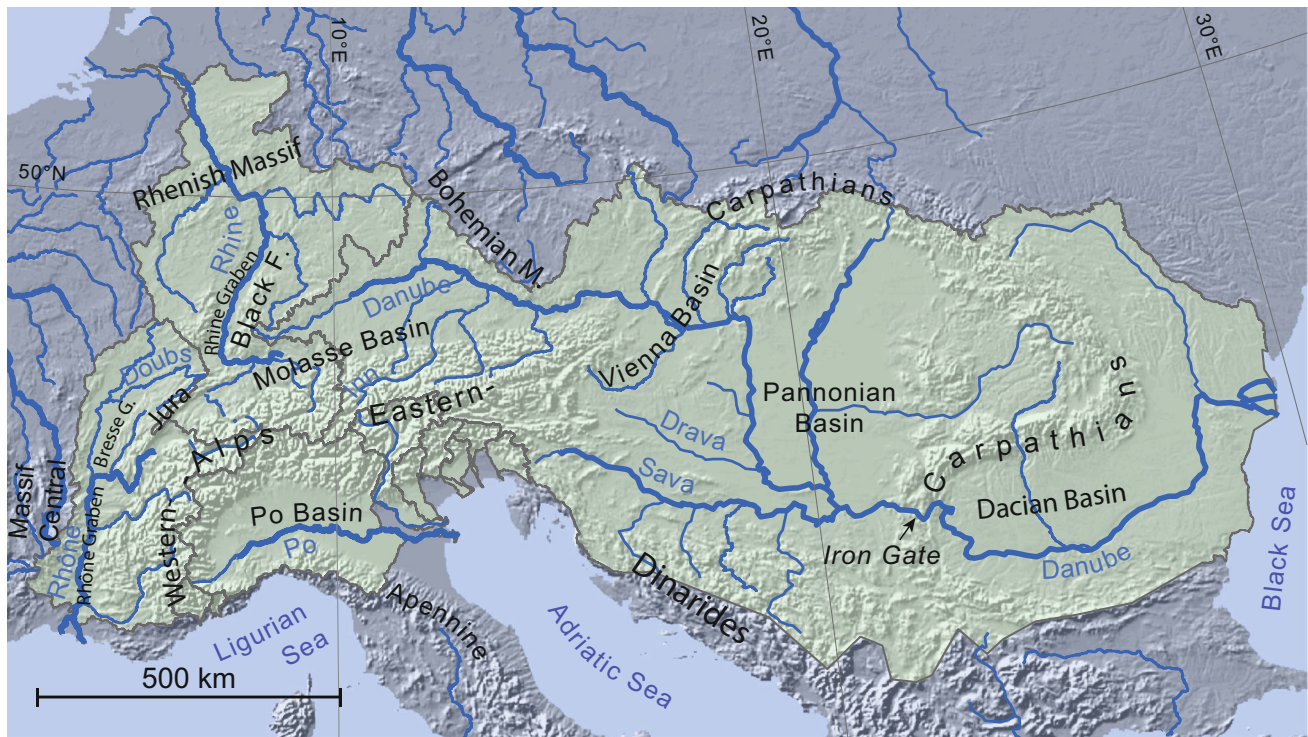 10°E
20°E
30°E
50°N
Rhenish Massif
Bohemian M.
Carpathians
Rhine
Rhine Graben
Black F.
Danube
Molasse Basin
Vienna Basin
Doubs
Inn
Jura
Bresse G.
Eastern-
Alps
Pannonian
Basin
Carpathians
Drava
Sava
Massif
Central
Rhône
Rhône Graben
Western-
Po Basin
Po
Dacian Basin
Iron Gate
Danube
Black Sea
Dinarides
Apennine
Ligurian
Sea
Adriatic Sea
500 km